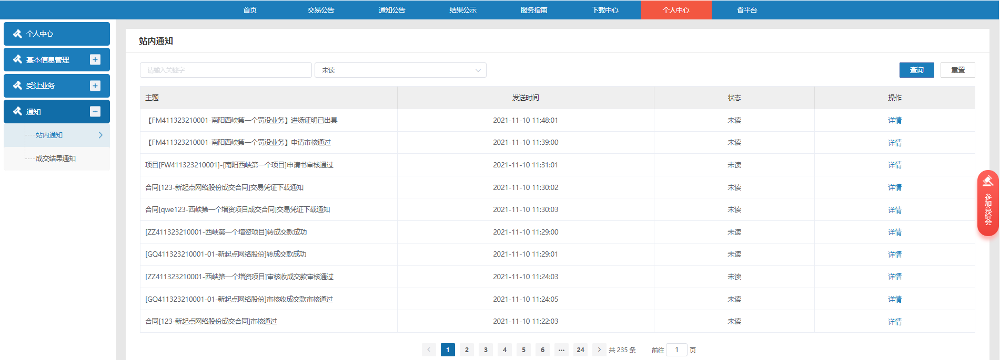 首页 交易公告 通知公告 结果公示 服务指南 下载中心 个人中心 省平台
个人中心
基本信息管理
受让业务
通知
站内通知
成交结果通知
站内通知
请输入关键字 未读 查询 重置
主题 发送时间 状态 操作
【FM411323210001-南阳西峡第一个罚没业务】进场证明已出具 2021-11-10 11:48:01 未读 详情
【FM411323210001-南阳西峡第一个罚没业务】申请审核通过 2021-11-10 11:39:00 未读 详情
项目[FW411323210001]-[南阳西峡第一个项目]申请书审核通过 2021-11-10 11:31:01 未读 详情
合同[123-新起点网络股份成交合同]交易凭证下载通知 2021-11-10 11:30:02 未读 详情
合同[qwe123-西峡第一个增资项目成交合同]交易凭证下载通知 2021-11-10 11:30:03 未读 详情
[ZZ411323210001-西峡第一个增资项目]转成交款成功 2021-11-10 11:29:00 未读 详情
[GQ411323210001-01-新起点网络股份]转成交款成功 2021-11-10 11:29:01 未读 详情
[ZZ411323210001-西峡第一个增资项目]审核收成交款审核通过 2021-11-10 11:24:03 未读 详情
[GQ411323210001-01-新起点网络股份]审核收成交款审核通过 2021-11-10 11:24:05 未读 详情
合同[123-新起点网络股份成交合同]审核通过 2021-11-10 11:22:03 未读 详情
< 1 2 3 4 5 6 ··· 24 > 共 235 条 前往 1 页
参加竞价会